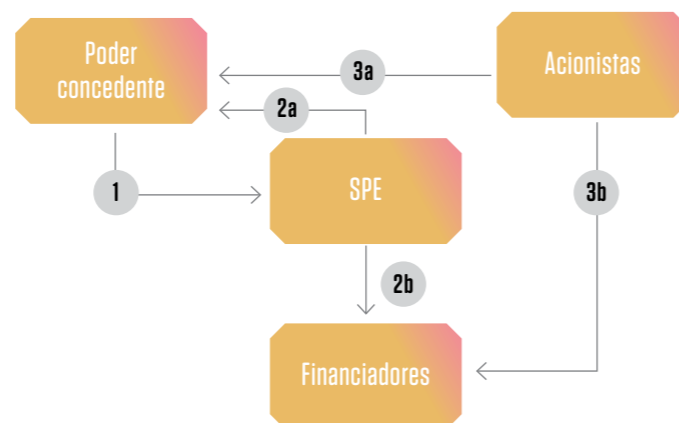 Poder
concedente
3a
Acionistas
2a
1
SPE
3b
2b
Financiadores